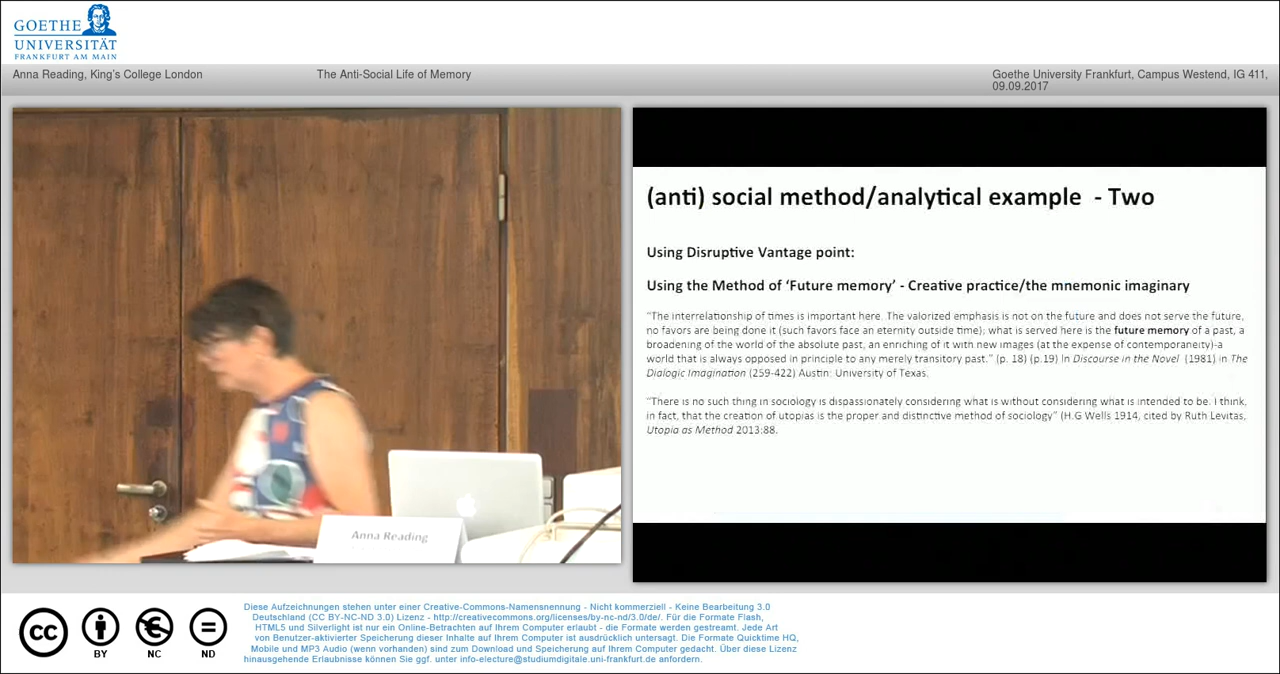 GOETHE
UNIVERSITÄT
FRANKFURT AM MAIN
Anna Reading, King's College London
The Anti-Social Life of Memory
Goethe University Frankfurt, Campus Westend, IG 411,
09.09.2017
(anti) social method/analytical example - Two
Using Disruptive Vantage point:
Using the Method of ‘Future memory’ - Creative practice/the mnemonic imaginary
“The interrelationship of times is important here. The valorized emphasis is not on the future and does not serve the future,
no favors are being done it (such favors face an eternity outside time); what is served here is the future memory of a past, a
broadening of the world of the absolute past, an enriching of it with new images (at the expense of contemporaneity)-a
world that is always opposed in principle to any merely transitory past.” (p. 18) (p.19) In Discourse in the Novel (1981) in The
Dialogic Imagination (259-422) Austin: University of Texas.
“There is no such thing in sociology is dispassionately considering what is without considering what is intended to be. I think,
in fact, that the creation of utopias is the proper and distinctive method of sociology” (H.G Wells 1914, cited by Ruth Levitas,
Utopia as Method 2013:88.
Anna Reading
cc
BY
NC
ND
Diese Aufzeichnungen stehen unter einer Creative-Commons-Namensnennung - Nicht kommerziell - Keine Bearbeitung 3.0
Deutschland (CC BY-NC-ND 3.0) Lizenz - http://creativecommons.org/licenses/by-nc-nd/3.0/de/. Für die Formate Flash,
HTML5 und Silverlight ist nur ein Online-Betrachten auf Ihrem Computer erlaubt - die Formate werden gestreamt. Jede Art
von Benutzer-aktivierter Speicherung dieser Inhalte auf Ihrem Computer ist ausdrücklich untersagt. Die Formate Quicktime HQ,
Mobile und MP3 Audio (wenn vorhanden) sind zum Download und Speicherung auf Ihrem Computer gedacht. Über diese Lizenz
hinausgehende Erlaubnisse können Sie ggf. unter info-electure@studiumdigitale.uni-frankfurt.de anfordern.